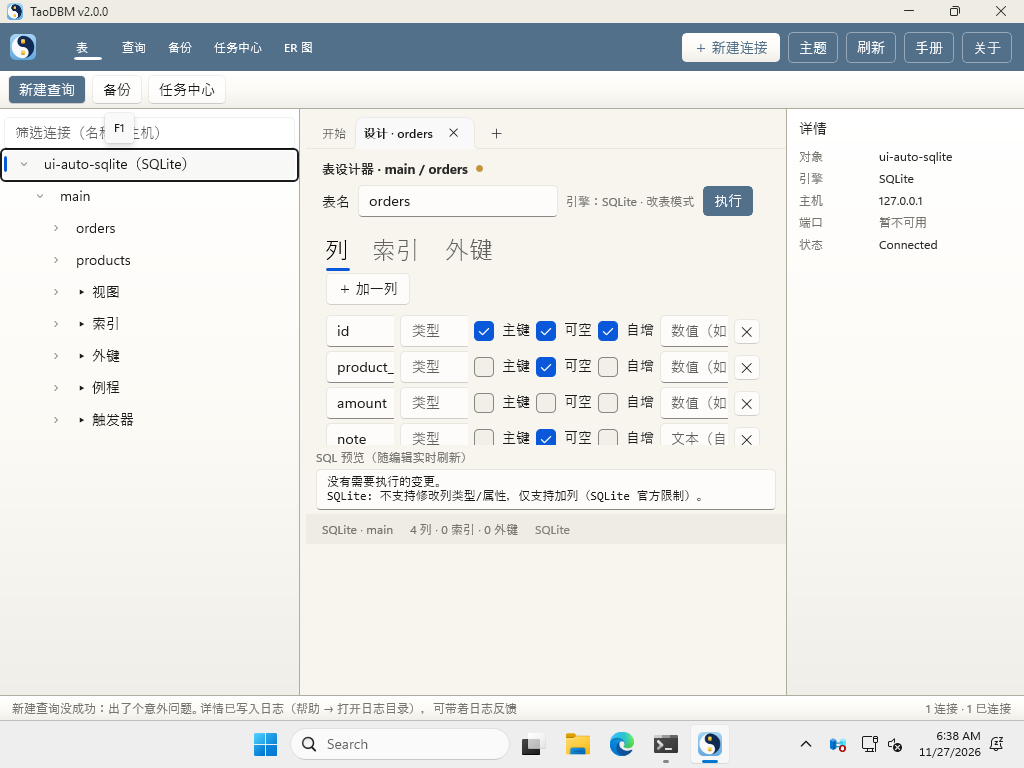 TaoDBM v2.0.0
表 查询 备份 任务中心 ER 图 + 新建连接 主题 刷新 手册 关于
新建查询 备份 任务中心
F1
筛选连接（名
主机）
ui-auto-sqlite（SQLite）
main
orders
products
视图
索引
外键
例程
触发器
开始 设计 · orders
表设计器 · main / orders
表名 orders 引擎：SQLite · 改表模式 执行
列 索引 外键
+ 加一列
id 类型 主键 可空 自增 数值（如
product_ 类型 主键 可空 自增 数值（如
amount 类型 主键 可空 自增 数值（如
note 类型 主键 可空 自增 文本（自
SQL 预览（随编辑实时刷新）
没有需要执行的变更。
SQLite: 不支持修改列类型/属性，仅支持加列（SQLite 官方限制）。
SQLite · main 4 列 · 0 索引 · 0 外键 SQLite
详情
对象 ui-auto-sqlite
引擎 SQLite
主机 127.0.0.1
端口 暂不可用
状态 Connected
新建查询没成功：出了个意外问题。详情已写入日志（帮助 → 打开日志目录），可带着日志反馈
1 连接 · 1 已连接
Search
6:38 AM
11/27/2026